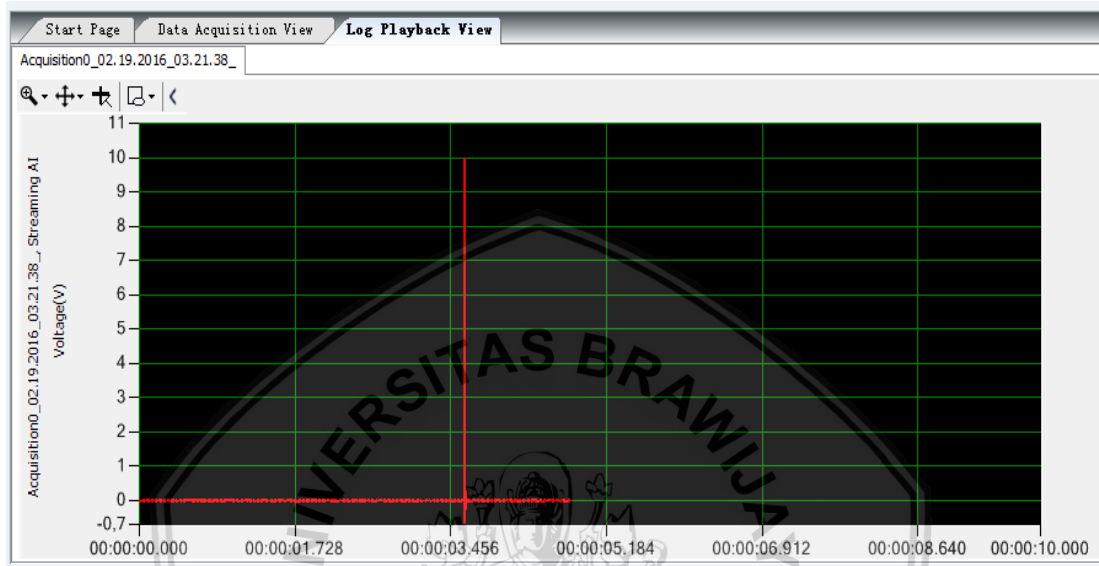 Start Page Data Acquisition View Log Playback View
Acquisition0_02.19.2016_03.21.38_
Acquisition0_02.19.2016_03.21.38_, Streaming AI
Voltage(V)
11
10
9
8
7
6
5
4
3
2
1
0
-0,7
00:00:00.000 00:00:01.728 00:00:03.456 00:00:05.184 00:00:06.912 00:00:08.640 00:00:10.000
NIVERSITAS BRAWIJAY